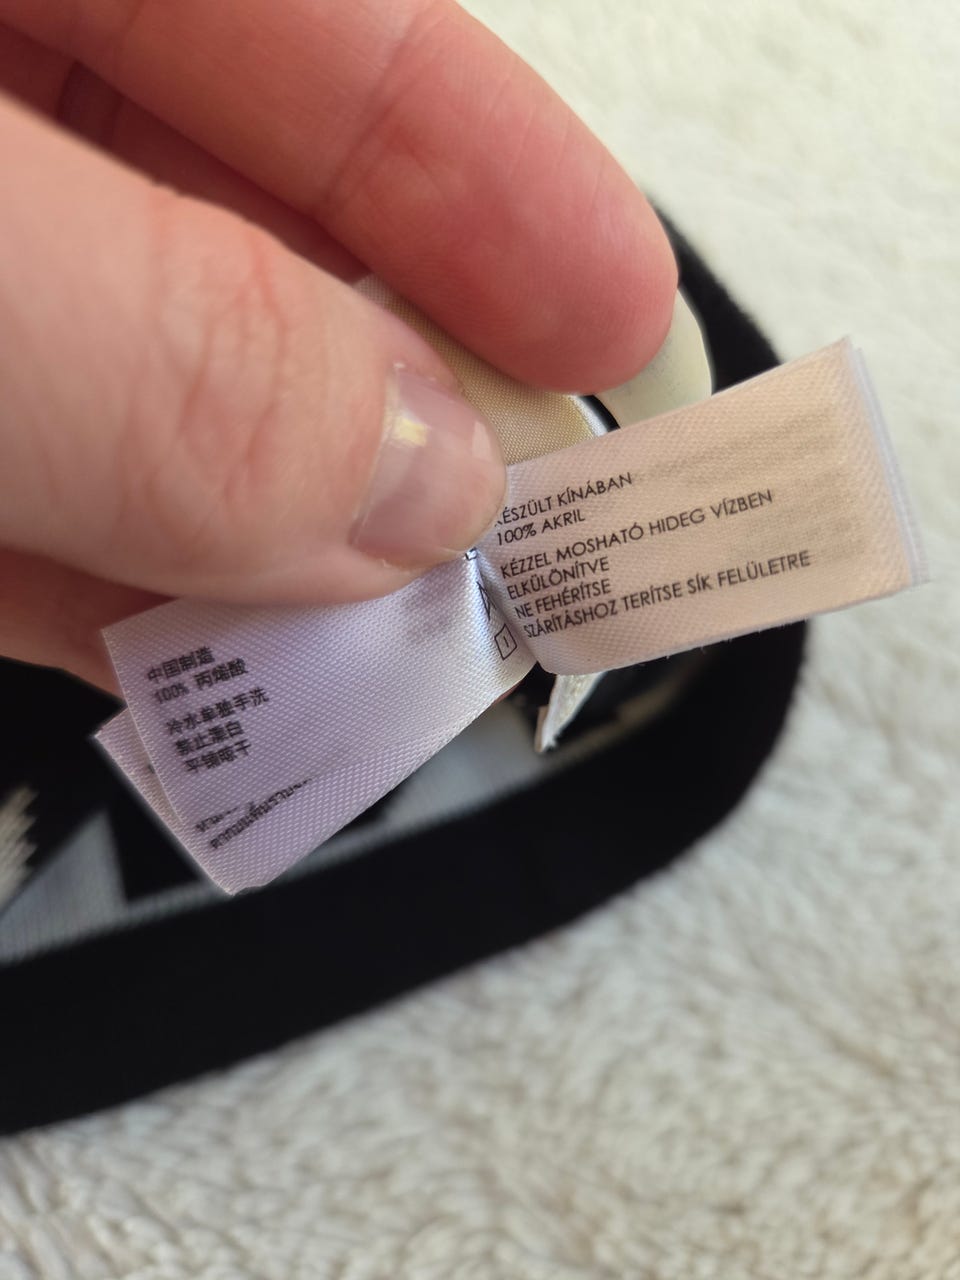 KÉSZÜLT KÍNÁBAN
100% AKRIL
KÉZZEL MOSHATÓ HIDEG VÍZBEN
ELKÜLÖNÍTVE
NE FEHÉRÍTSE
SZÁRÍTÁSHOZ TERÍTSE SÍK FELÜLETRE
中国制造
100% 丙烯酸
冷水单独手洗
禁止漂白
平铺晾干